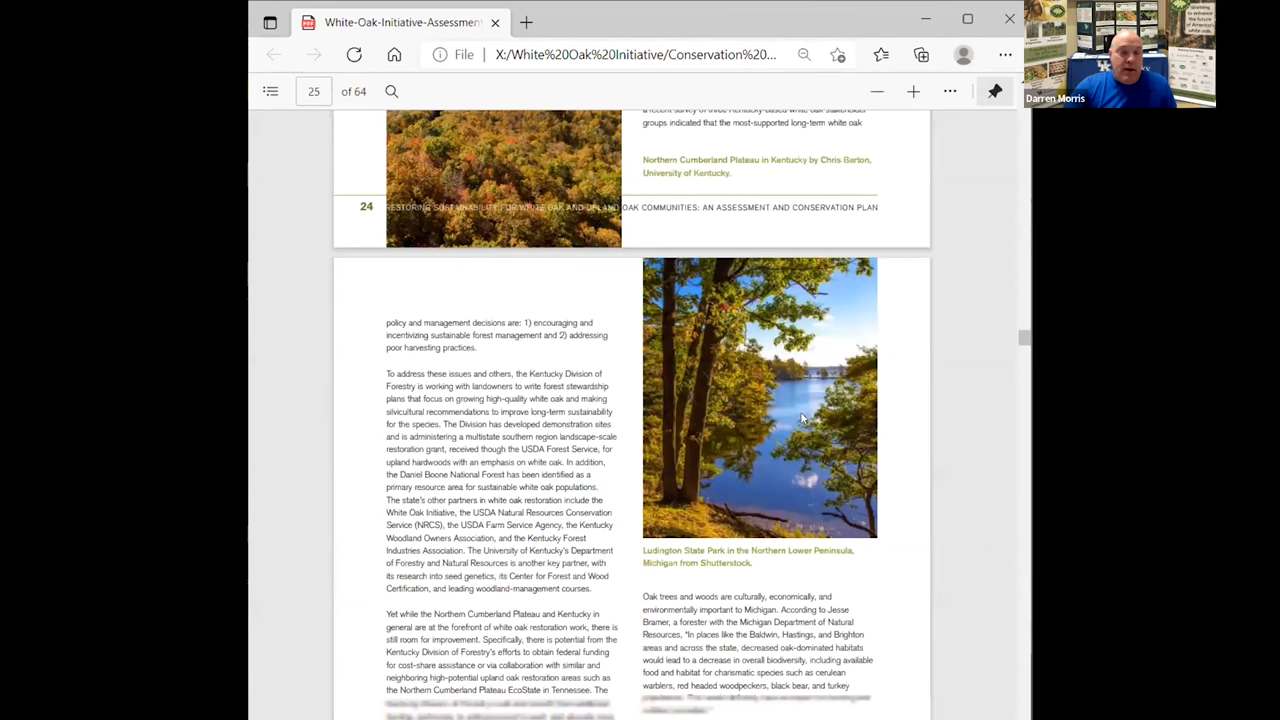 White-Oak-Initiative-Assessment
File
X:/White%20Oak%20Initiative/Conservation%20...
25
of 64
a recent survey of three Kentucky-based white oak stakeholder
groups indicated that the most-supported long-term white oak
Northern Cumberland Plateau in Kentucky by Chris Barton,
University of Kentucky.
24
RESTORING SUSTAINABILITY FOR WHITE OAK AND UPLAND OAK COMMUNITIES: AN ASSESSMENT AND CONSERVATION PLAN
policy and management decisions are: 1) encouraging and
incentivizing sustainable forest management and 2) addressing
poor harvesting practices.
To address these issues and others, the Kentucky Division of
Forestry is working with landowners to write forest stewardship
plans that focus on growing high-quality white oak and making
silvicultural recommendations to improve long-term sustainability
for the species. The Division has developed demonstration sites
and is administering a multistate southern region landscape-scale
restoration grant, received though the USDA Forest Service, for
upland hardwoods with an emphasis on white oak. In addition,
the Daniel Boone National Forest has been identified as a
primary resource area for sustainable white oak populations.
The state's other partners in white oak restoration include the
White Oak Initiative, the USDA Natural Resources Conservation
Service (NRCS), the USDA Farm Service Agency, the Kentucky
Woodland Owners Association, and the Kentucky Forest
Industries Association. The University of Kentucky's Department
of Forestry and Natural Resources is another key partner, with
its research into seed genetics, its Center for Forest and Wood
Certification, and leading woodland-management courses.
Yet while the Northern Cumberland Plateau and Kentucky in
general are at the forefront of white oak restoration work, there is
still room for improvement. Specifically, there is potential from the
Kentucky Division of Forestry's efforts to obtain federal funding
for cost-share assistance or via collaboration with similar and
neighboring high-potential upland oak restoration areas such as
the Northern Cumberland Plateau EcoState in Tennessee. The
Ludington State Park in the Northern Lower Peninsula,
Michigan from Shutterstock.
Oak trees and woods are culturally, economically, and
environmentally important to Michigan. According to Jesse
Bramer, a forester with the Michigan Department of Natural
Resources, "In places like the Baldwin, Hastings, and Brighton
areas and across the state, decreased oak-dominated habitats
would lead to a decrease in overall biodiversity, including available
food and habitat for charismatic species such as cerulean
warblers, red headed woodpeckers, black bear, and turkey
to enhance
the future
of America's
white oak.
Darren Morris